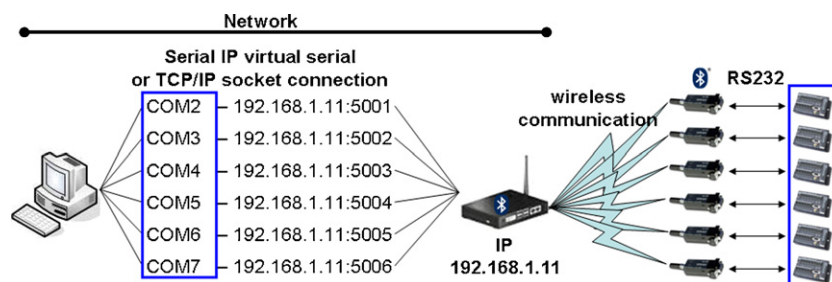 Network
Serial IP virtual serial
or TCP/IP socket connection
COM2 – 192.168.1.11:5001
COM3 – 192.168.1.11:5002
COM4 – 192.168.1.11:5003
COM5 – 192.168.1.11:5004
COM6 – 192.168.1.11:5005
COM7 – 192.168.1.11:5006
IP
192.168.1.11
wireless
communication
RS232